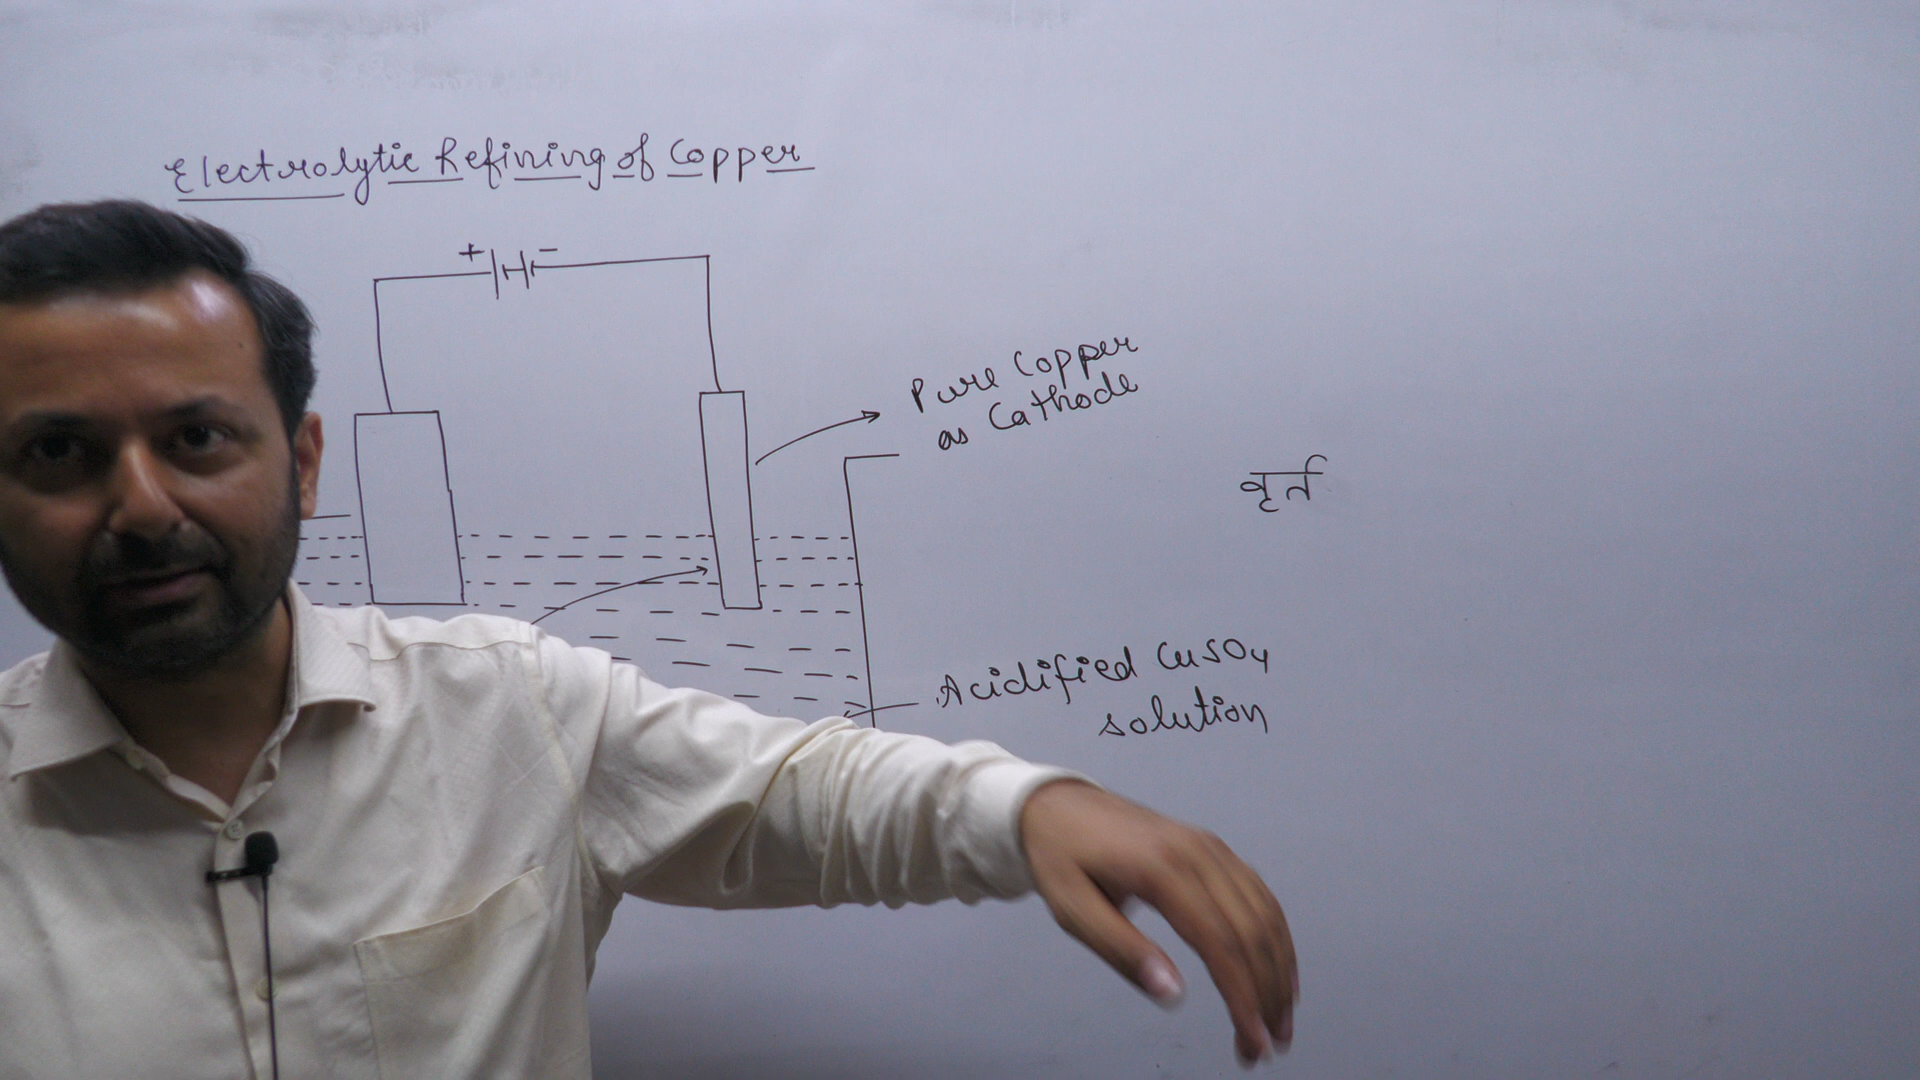 Electrolytic Refining of Copper
+ -
Pure Copper
as Cathode
वृर्त
Acidified CuSO4
solution